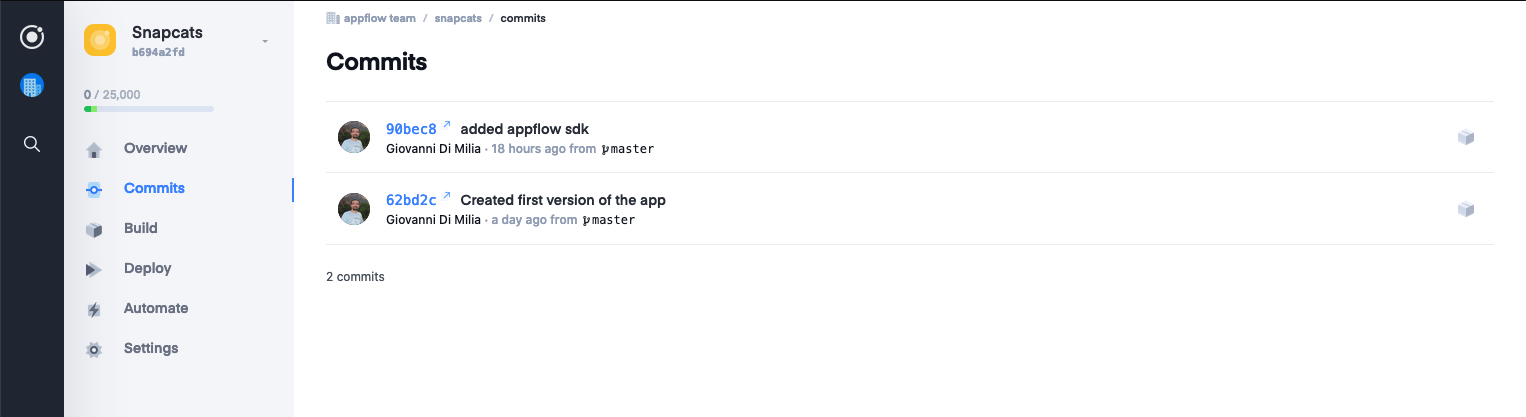 Snapcats
b694a2fd
0 / 25,000
Overview
Commits
Build
Deploy
Automate
Settings
appflow team / snapcats / commits
Commits
90bec8 added appflow sdk
Giovanni Di Milia · 18 hours ago from master
62bd2c Created first version of the app
Giovanni Di Milia · a day ago from master
2 commits